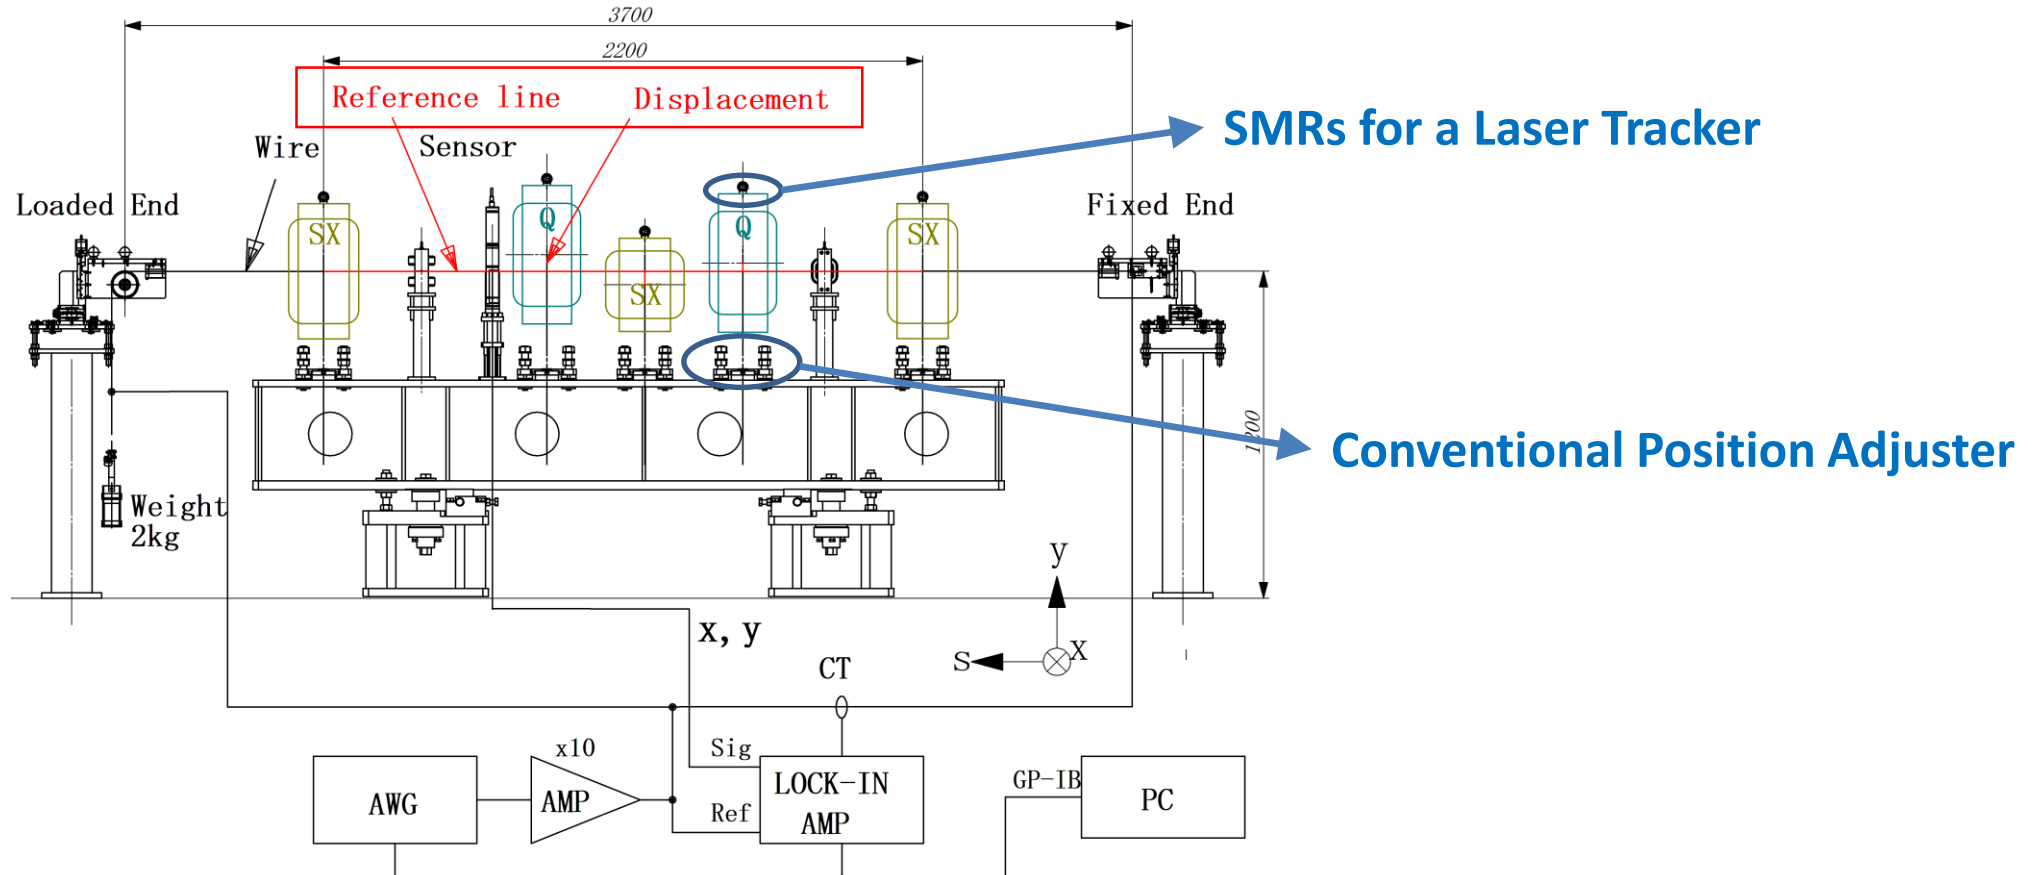 3700
2200
Reference line
Displacement
SMRs for a Laser Tracker
Wire
Sensor
Loaded End
Fixed End
SX
Q
SX
Q
SX
1200
Conventional Position Adjuster
Weight
2kg
y
x, y
S
X
CT
x10
Sig
GP-IB
AWG
AMP
LOCK-IN
AMP
Ref
PC